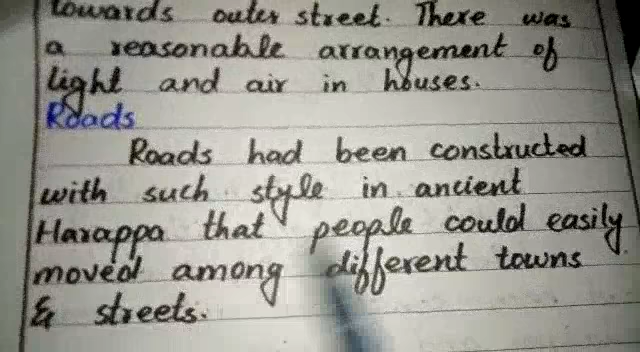 towards outer street. There was
a reasonable arrangement of
light and air in houses.
Roads
Roads had been constructed
with such style in ancient
Harappa that people could easily
moved among different towns
& streets.